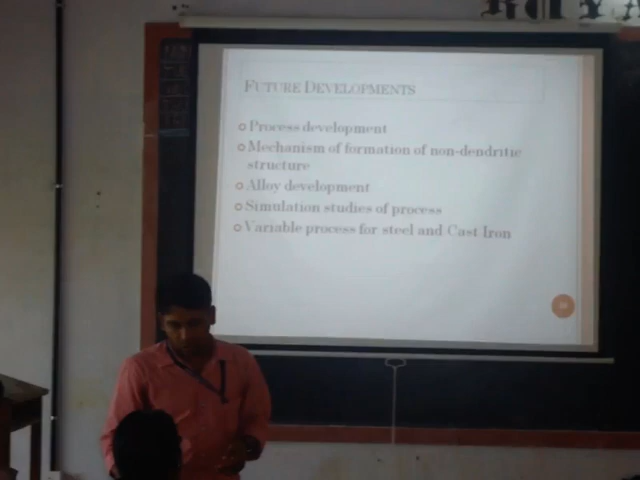 FUTURE DEVELOPMENTS
Process development
Mechanism of formation of non-dendritic
structure
Alloy development
Simulation studies of process
Variable process for steel and Cast Iron